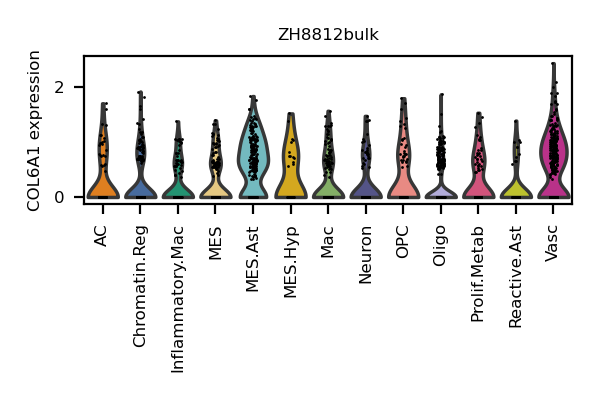 ZH8812bulk
COL6A1 expression
2
0
AC
Chromatin.Reg
Inflammatory.Mac
MES
MES.Ast
MES.Hyp
Mac
Neuron
OPC
Oligo
Prolif.Metab
Reactive.Ast
Vasc